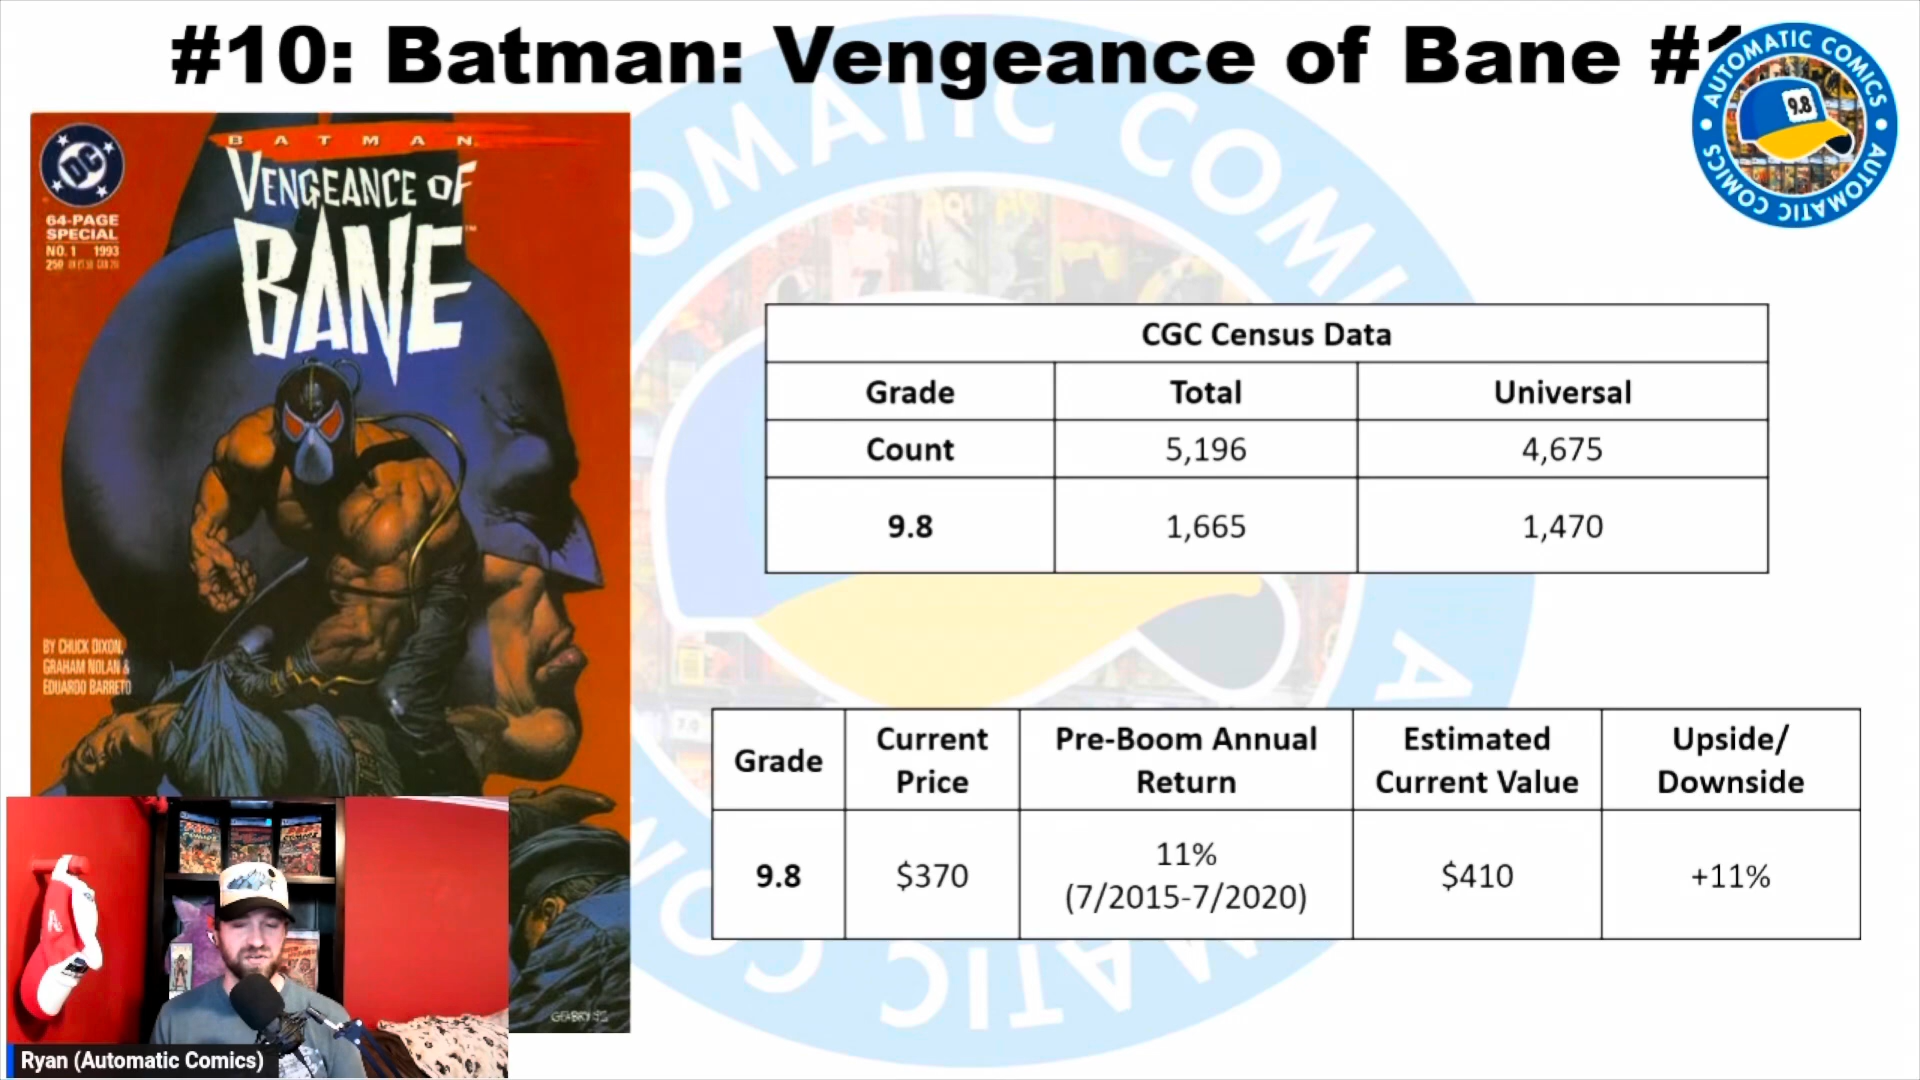 #10: Batman: Vengeance of Bane #1
AUTOMATIC COMICS • AUTOMATIC COMICS •
9.8
DC
BATMAN
VENGEANCE OF
BANE
™
64-PAGE
SPECIAL
NO. 1 1993
BY CHUCK DIXON,
GRAHAM NOLAN &
EDUARDO BARRETO
CGC Census Data
Grade Total Universal
Count 5,196 4,675
9.8 1,665 1,470
Grade Current Price Pre-Boom Annual Return Estimated Current Value Upside/ Downside
9.8 $370 11% (7/2015-7/2020) $410 +11%
Ryan (Automatic Comics)